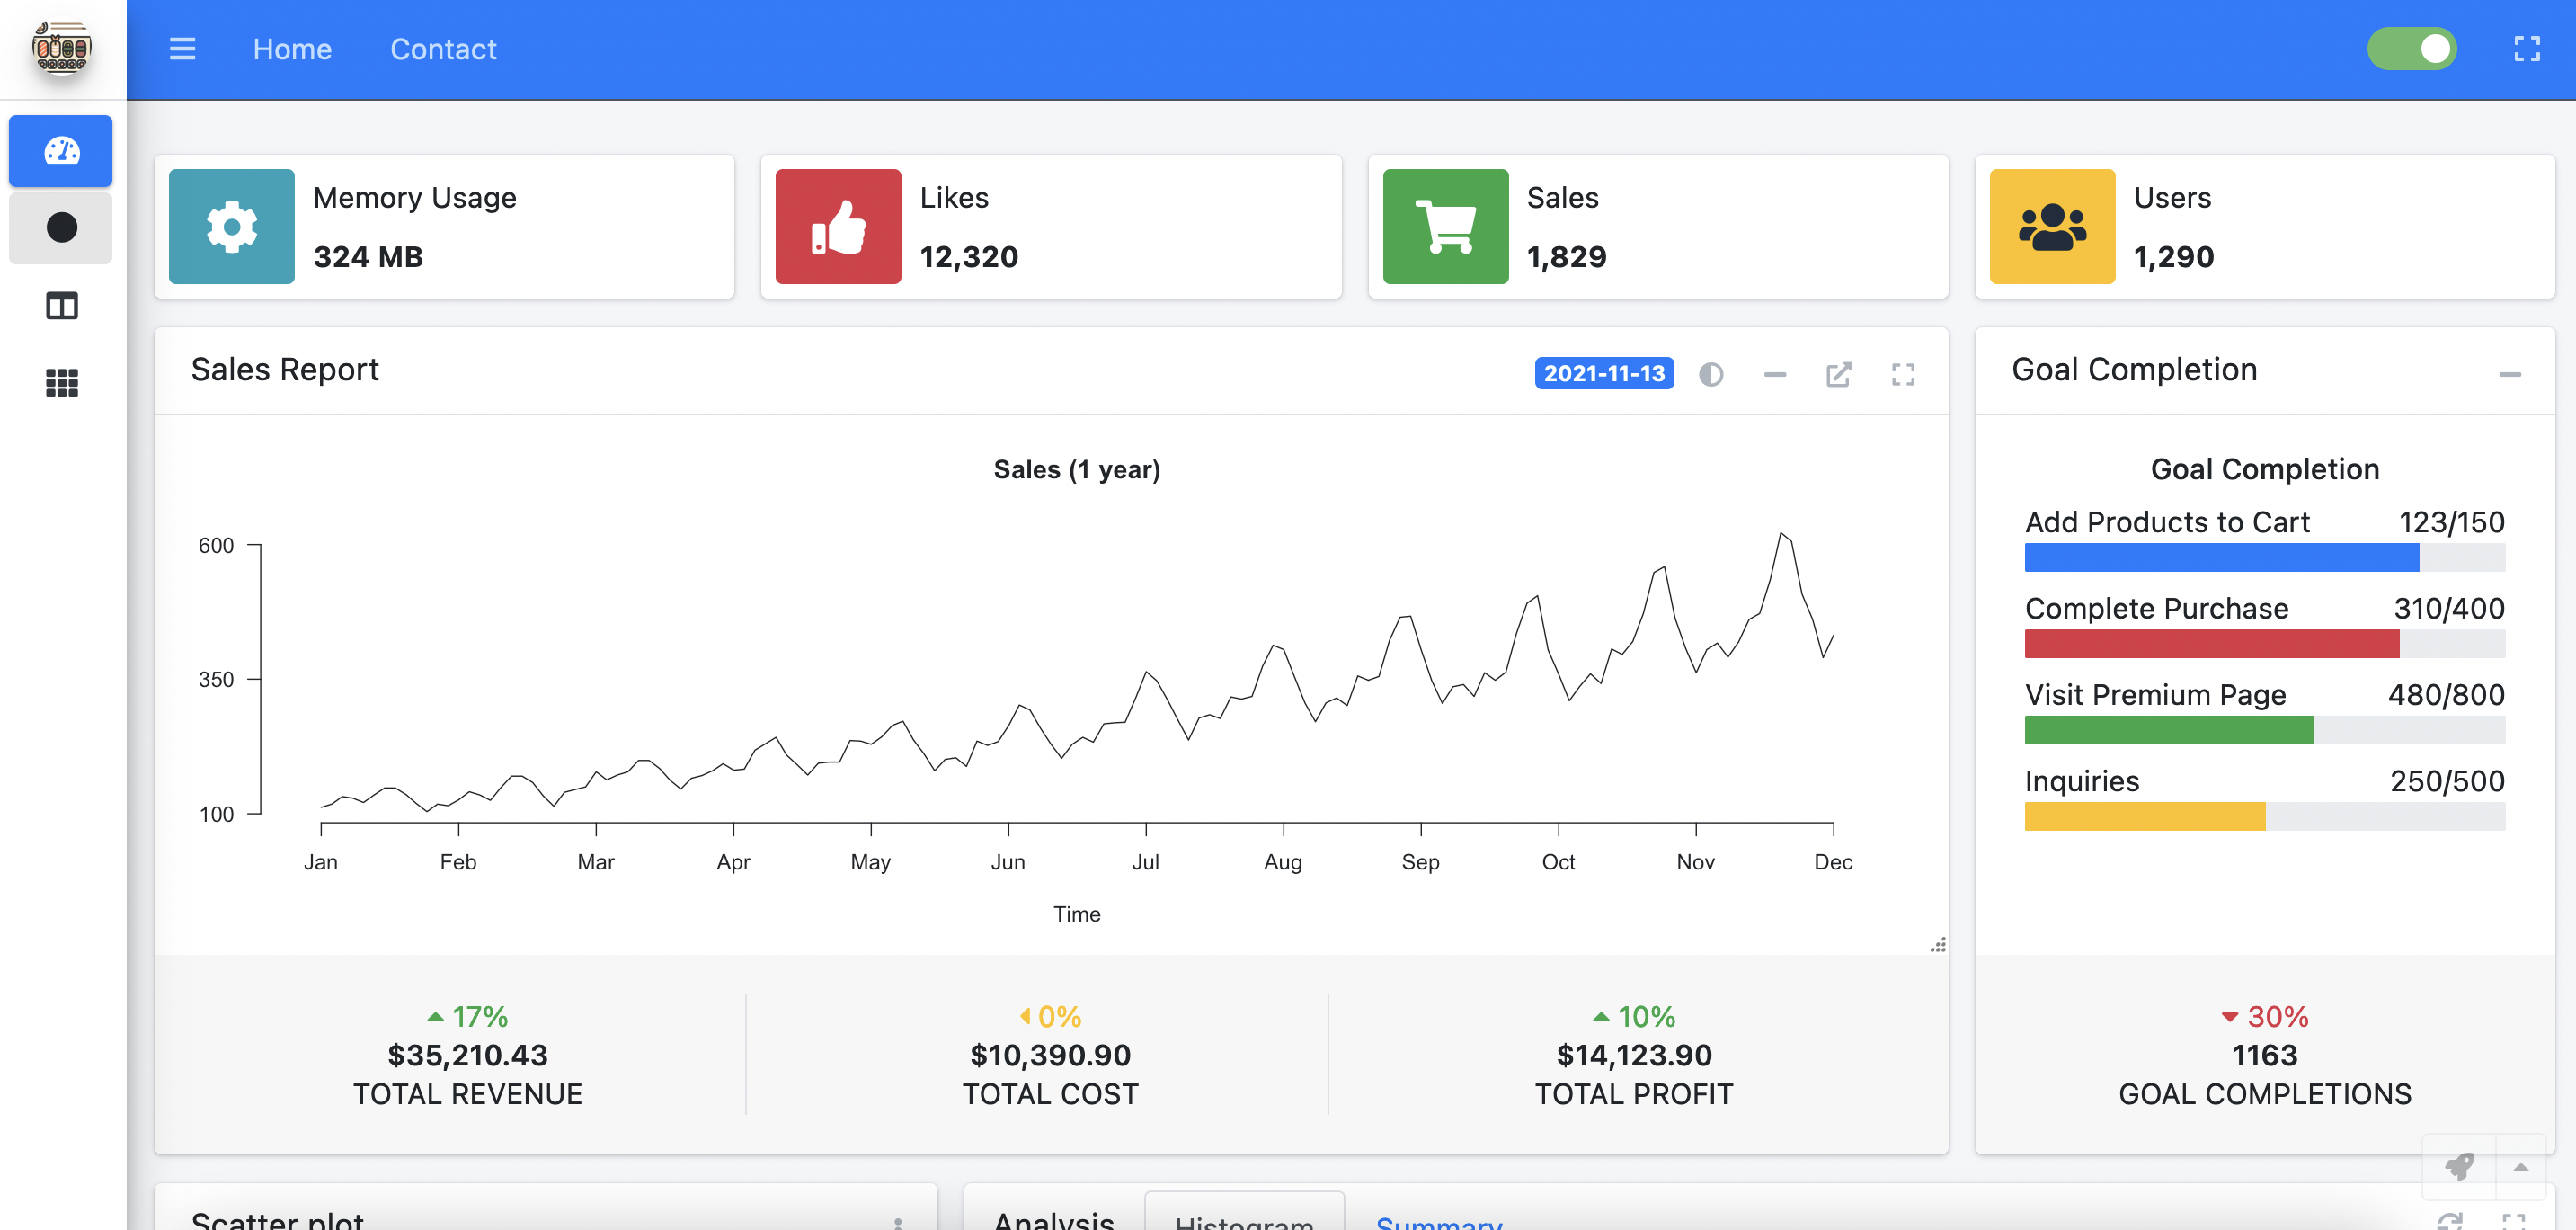 Home Contact
Memory Usage
324 MB
Likes
12,320
Sales
1,829
Users
1,290
Sales Report 2021-11-13
Sales (1 year)
600
350
100
Jan Feb Mar Apr May Jun Jul Aug Sep Oct Nov Dec
Time
17%
$35,210.43
TOTAL REVENUE
0%
$10,390.90
TOTAL COST
10%
$14,123.90
TOTAL PROFIT
Goal Completion
Goal Completion
Add Products to Cart 123/150
Complete Purchase 310/400
Visit Premium Page 480/800
Inquiries 250/500
30%
1163
GOAL COMPLETIONS
Scatter plot
Analysis Histogram Summary